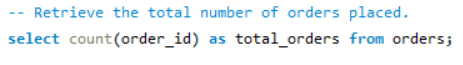 -- Retrieve the total number of orders placed.
select count(order_id) as total_orders from orders;